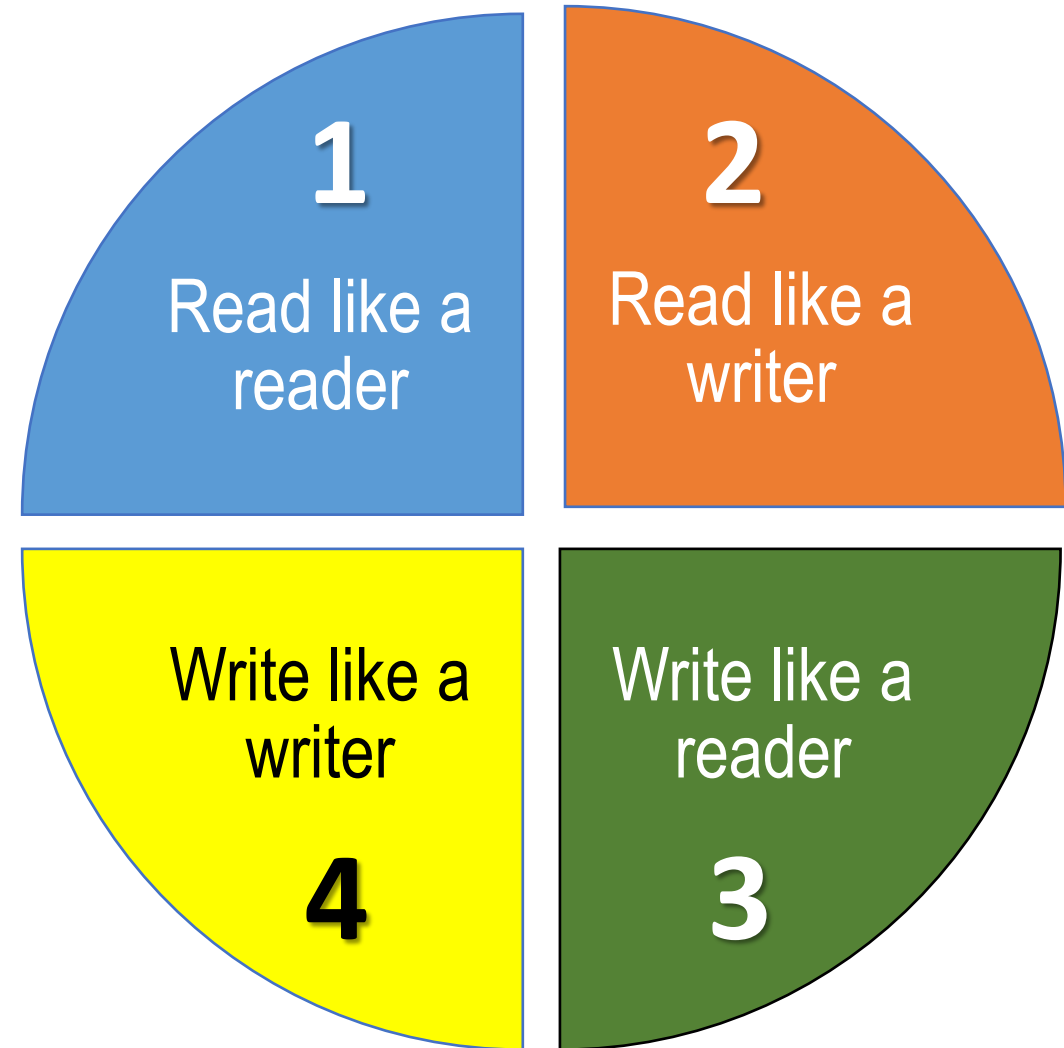 1
Read like a
reader
2
Read like a
writer
3
Write like a
reader
4
Write like a
writer